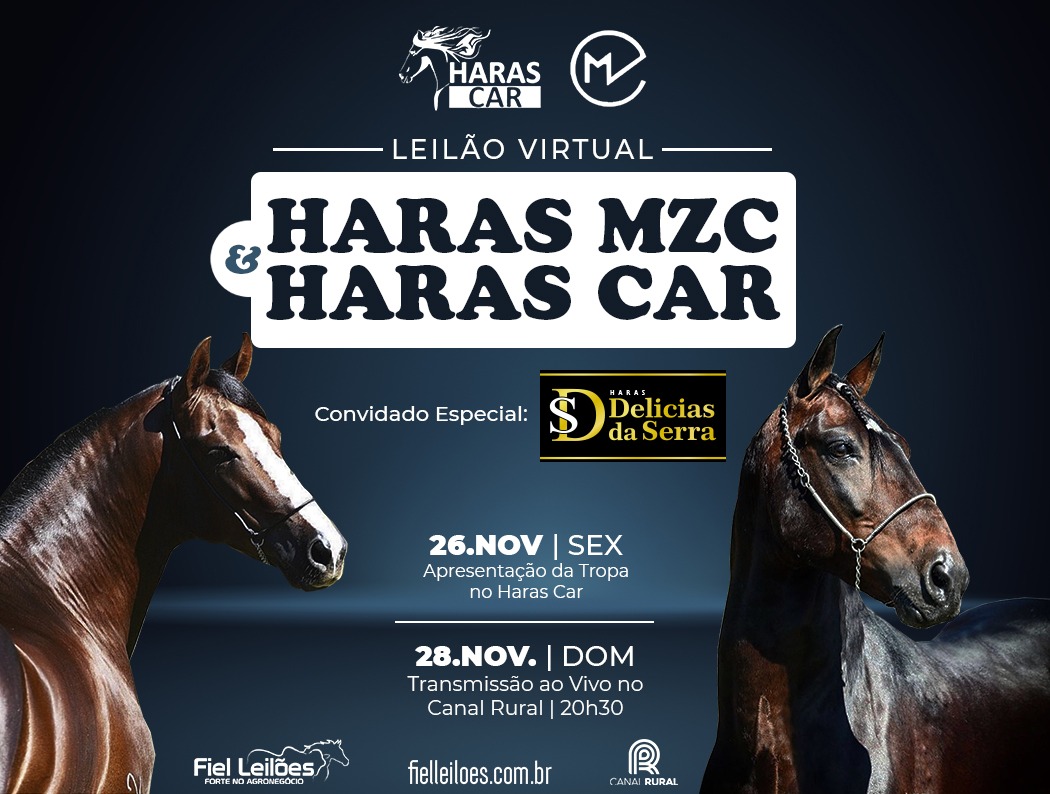 HARAS
CAR
MZC
LEILÃO VIRTUAL
HARAS MZC
& HARAS CAR
Convidado Especial:
SD
HARAS
Delicias
da Serra
26.NOV | SEX
Apresentação da Tropa
no Haras Car
28.NOV. | DOM
Transmissão ao Vivo no
Canal Rural | 20h30
Fiel Leilões
FORTE NO AGRONEGÓCIO
fielleiloes.com.br
CANAL RURAL